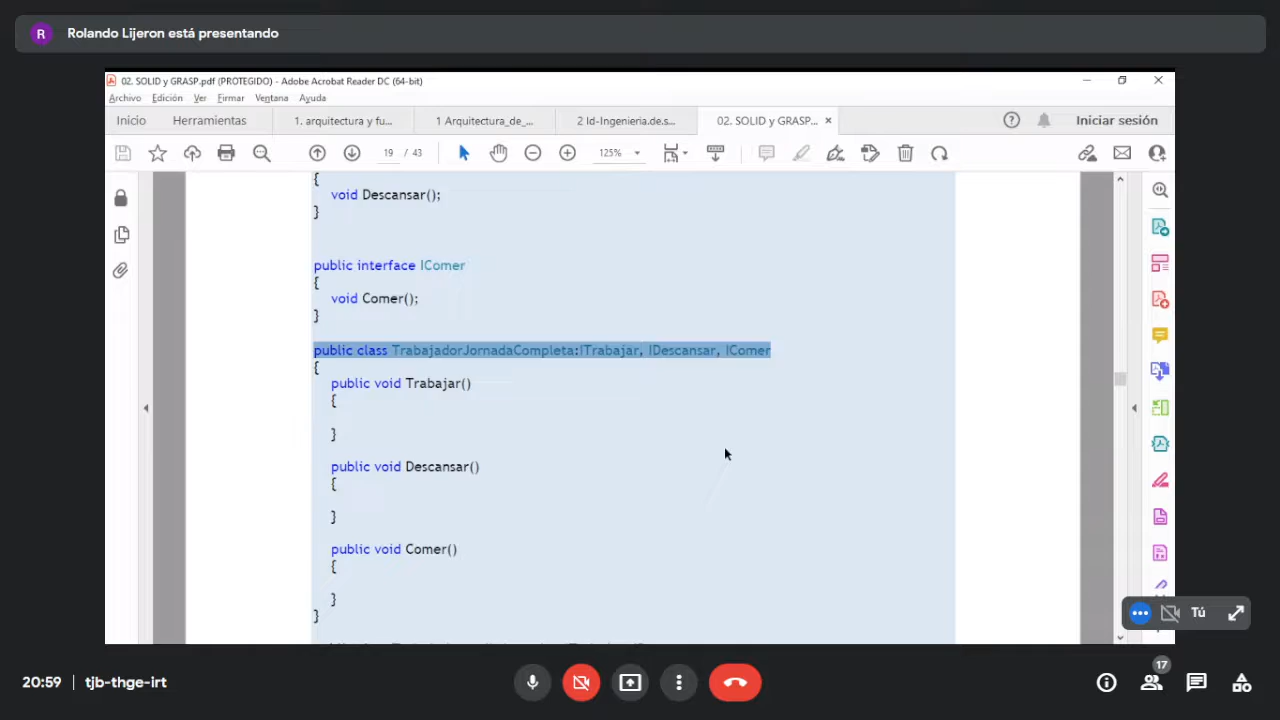 R Rolando Lijeron está presentando
02. SOLID y GRASP.pdf (PROTEGIDO) - Adobe Acrobat Reader DC (64-bit)
Archivo Edición Ver Firmar Ventana Ayuda
Inicio Herramientas 1. arquitectura y fu... 1 Arquitectura_de_... 2 Id-Ingenieria.de.s... 02. SOLID y GRASP... × Iniciar sesión
19 / 43 125%
{
void Descansar();
}
public interface IComer
{
void Comer();
}
public class TrabajadorJornadaCompleta:ITrabajar, IDescansar, IComer
{
public void Trabajar()
{
}
public void Descansar()
{
}
public void Comer()
{
}
}
Tú
20:59 | tjb-thge-irt
17